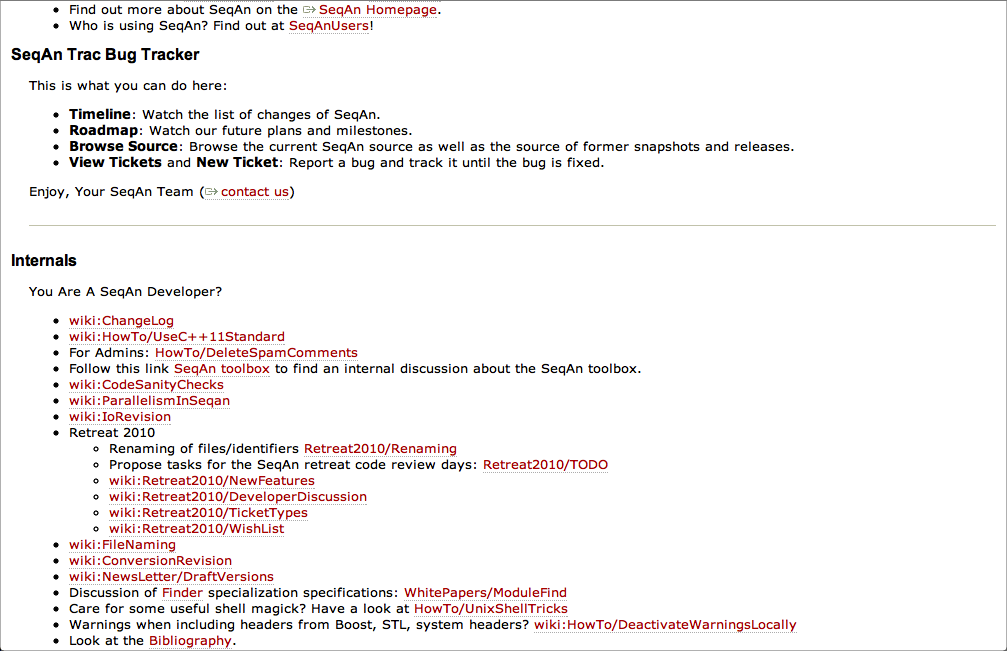 Find out more about SeqAn on the SeqAn Homepage.
Who is using SeqAn? Find out at SeqAnUsers!
SeqAn Trac Bug Tracker
This is what you can do here:
Timeline: Watch the list of changes of SeqAn.
Roadmap: Watch our future plans and milestones.
Browse Source: Browse the current SeqAn source as well as the source of former snapshots and releases.
View Tickets and New Ticket: Report a bug and track it until the bug is fixed.
Enjoy, Your SeqAn Team (contact us)
Internals
You Are A SeqAn Developer?
wiki:ChangeLog
wiki:HowTo/UseC++11Standard
For Admins: HowTo/DeleteSpamComments
Follow this link SeqAn toolbox to find an internal discussion about the SeqAn toolbox.
wiki:CodeSanityChecks
wiki:ParallelismInSeqan
wiki:IoRevision
Retreat 2010
Renaming of files/identifiers Retreat2010/Renaming
Propose tasks for the SeqAn retreat code review days: Retreat2010/TODO
wiki:Retreat2010/NewFeatures
wiki:Retreat2010/DeveloperDiscussion
wiki:Retreat2010/TicketTypes
wiki:Retreat2010/WishList
wiki:FileNaming
wiki:ConversionRevision
wiki:NewsLetter/DraftVersions
Discussion of Finder specialization specifications: WhitePapers/ModuleFind
Care for some useful shell magick? Have a look at HowTo/UnixShellTricks
Warnings when including headers from Boost, STL, system headers? wiki:HowTo/DeactivateWarningsLocally
Look at the Bibliography.